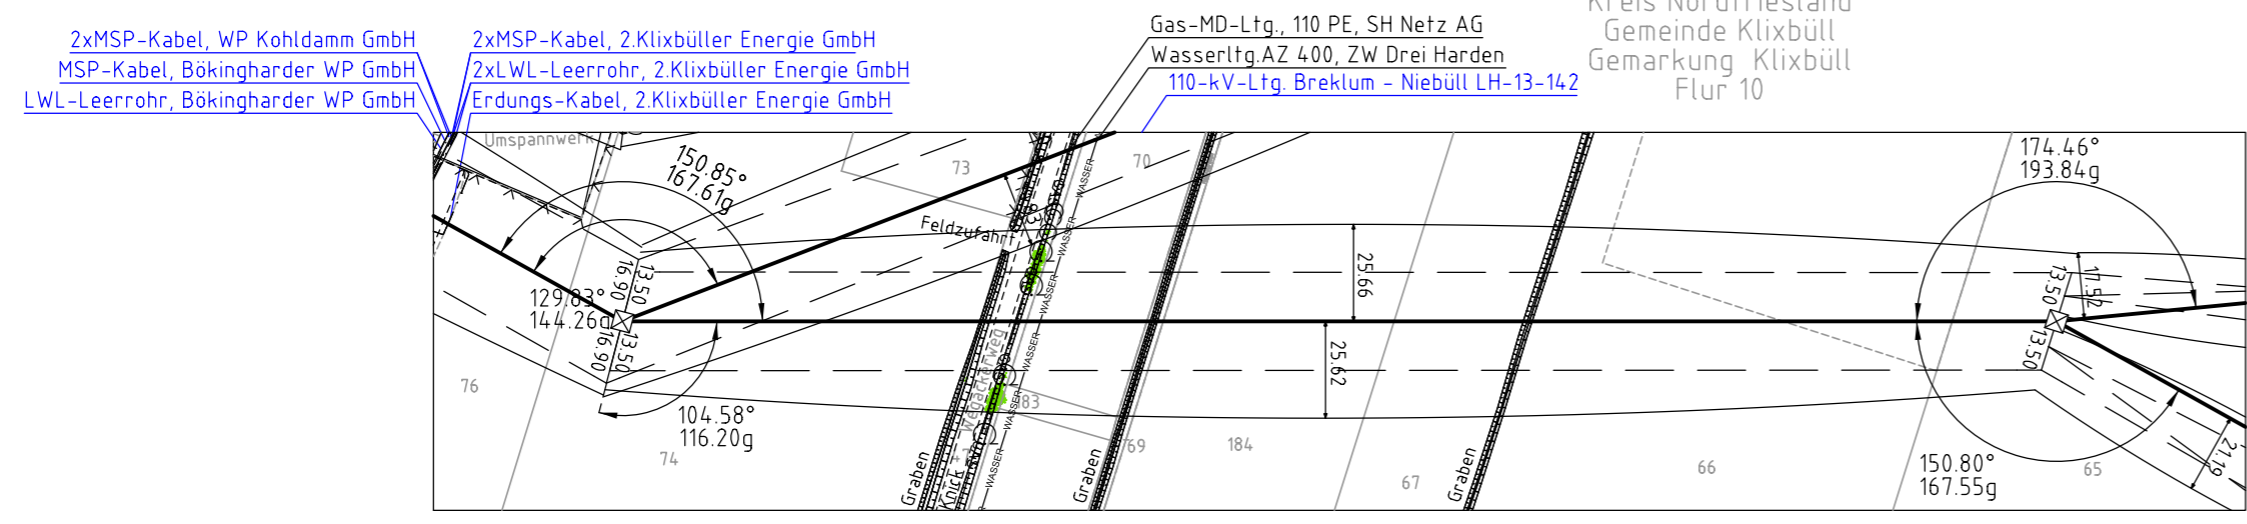 Kreis Nordfriesland
Gemeinde Klixbüll
Gemarkung Klixbüll
Flur 10
2xMSP-Kabel, WP Kohldamm GmbH
MSP-Kabel, Bökingharder WP GmbH
LWL-Leerrohr, Bökingharder WP GmbH
2xMSP-Kabel, 2.Klixbüller Energie GmbH
2xLWL-Leerrohr, 2.Klixbüller Energie GmbH
Erdungs-Kabel, 2.Klixbüller Energie GmbH
Gas-MD-Ltg., 110 PE, SH Netz AG
Wasserltg.AZ 400, ZW Drei Harden
110-kV-Ltg. Breklum - Niebüll LH-13-142
Umspannwerk
150.85°
167.61g
73
70
174.46°
193.84g
Feldzufahrt
WASSER
WASSER
WASSER
WASSER
WASSER
WASSER
13.50
16.90
129.83°
144.26g
13.50
16.90
25.66
25.62
13.50
17.52
13.50
Wegäckerweg
76
83
104.58°
116.20g
74
69
184
67
66
65
150.80°
167.55g
21.19
Graben
Knick
Graben
Graben